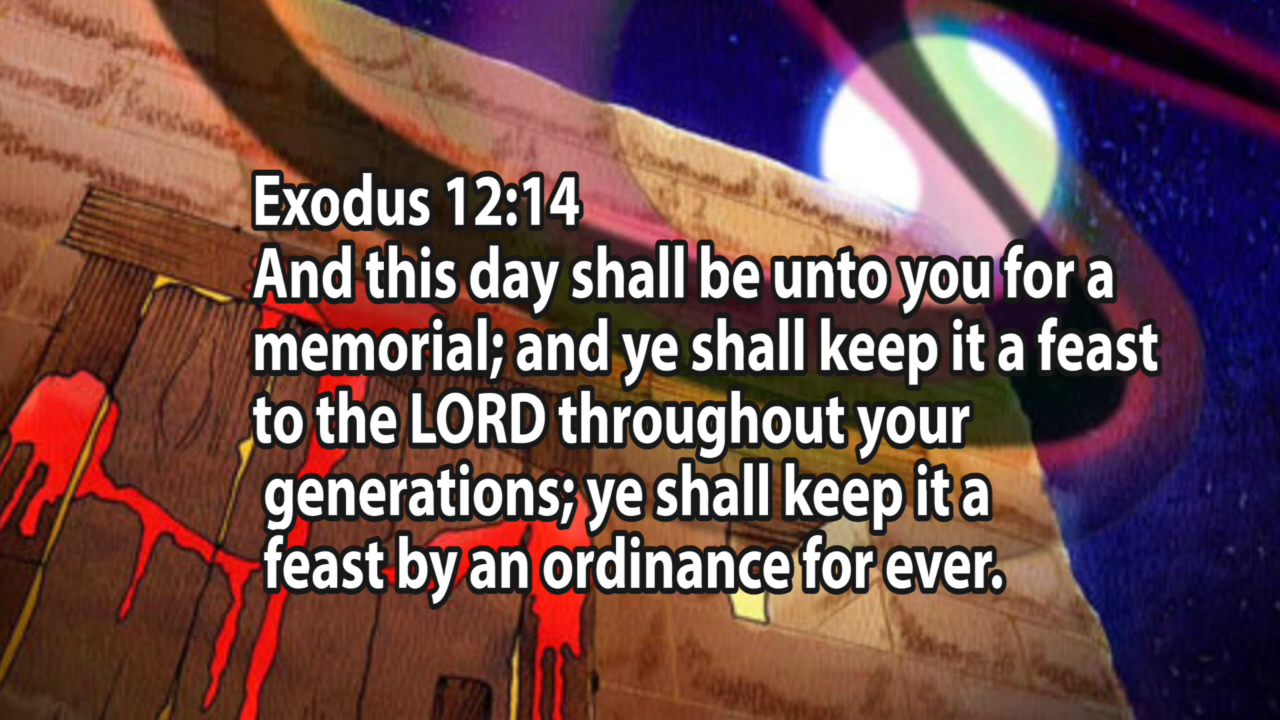 Exodus 12:14
And this day shall be unto you for a
memorial; and ye shall keep it a feast
to the LORD throughout your
generations; ye shall keep it a
feast by an ordinance for ever.